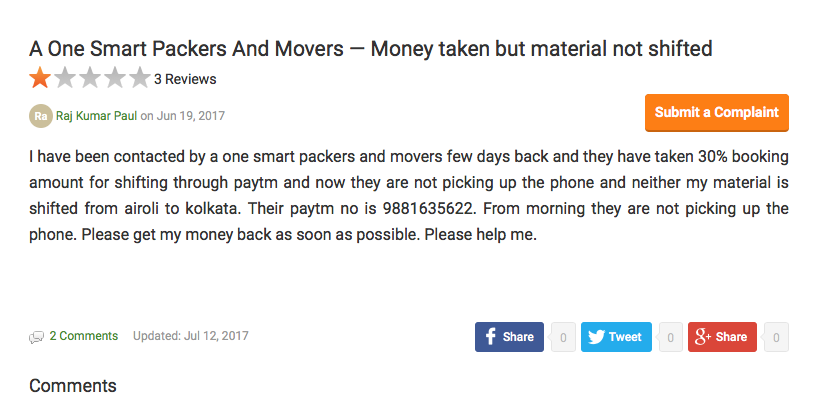 A One Smart Packers And Movers — Money taken but material not shifted
3 Reviews
Ra Raj Kumar Paul on Jun 19, 2017
Submit a Complaint
I have been contacted by a one smart packers and movers few days back and they have taken 30% booking
amount for shifting through paytm and now they are not picking up the phone and neither my material is
shifted from airoli to kolkata. Their paytm no is 9881635622. From morning they are not picking up the
phone. Please get my money back as soon as possible. Please help me.
2 Comments Updated: Jul 12, 2017
f Share 0 Tweet 0 g+ Share 0
Comments